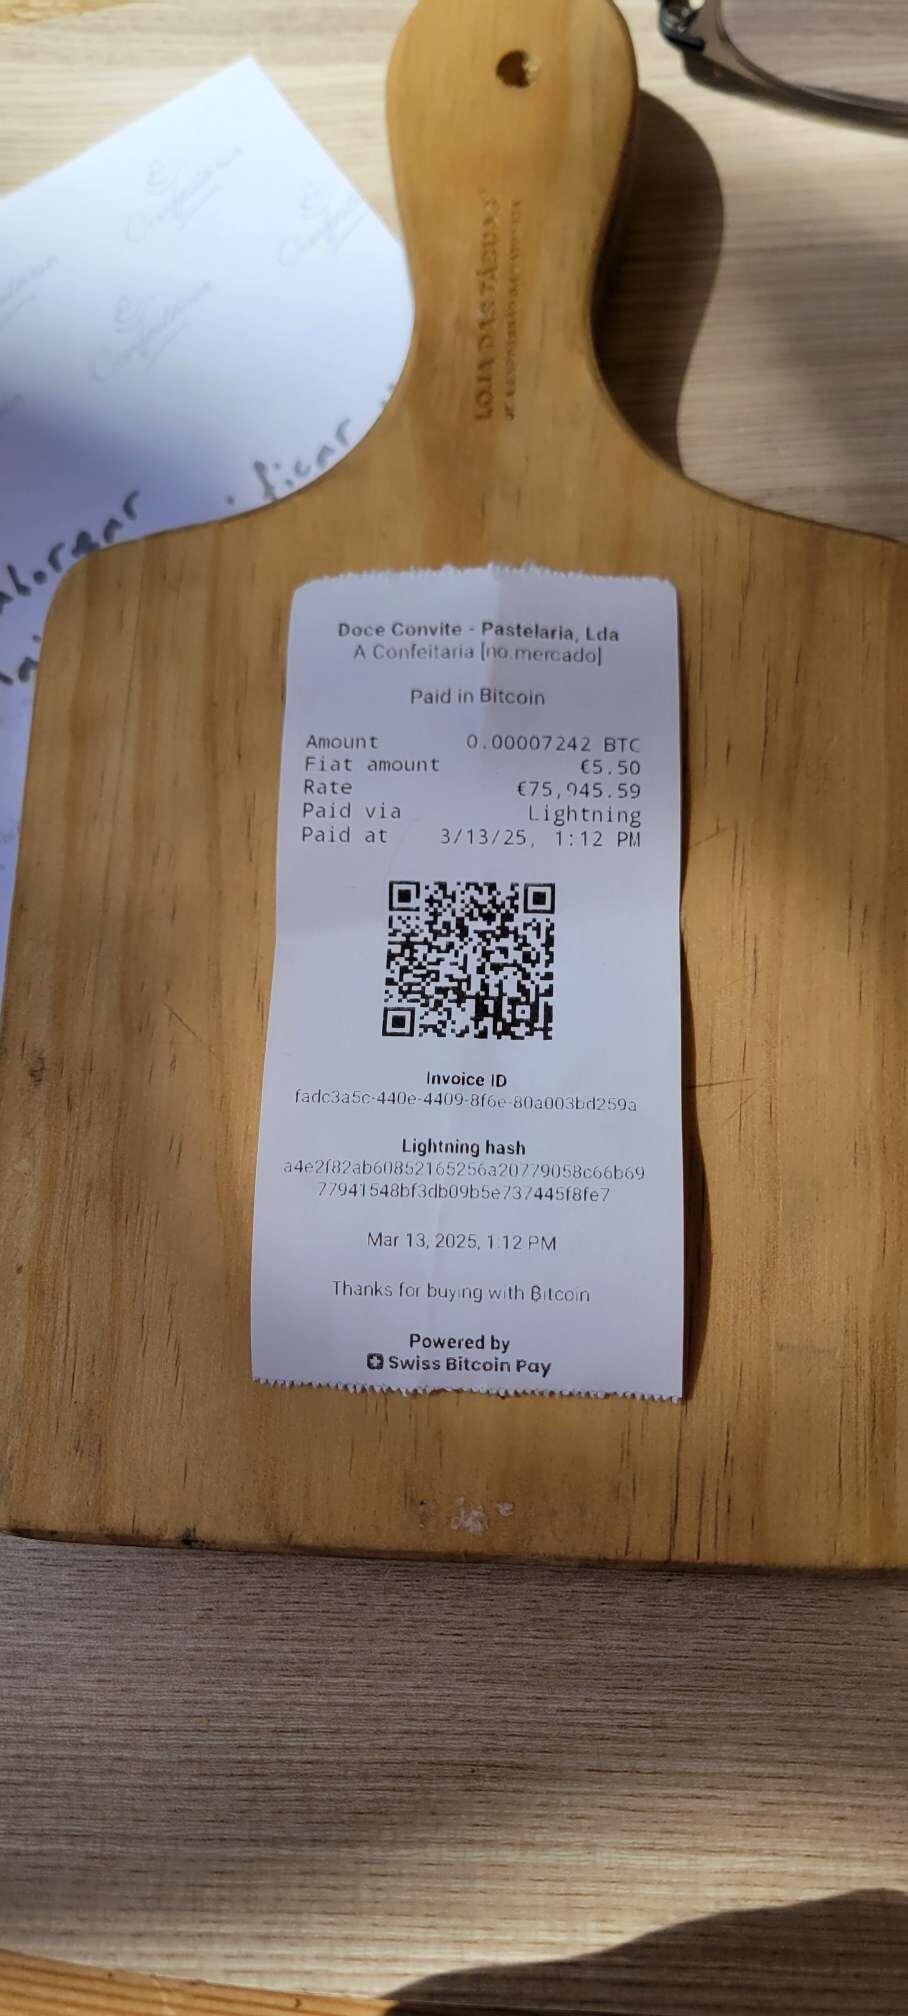 LOJA DAS TÁBUAS
ficar
Doce Convite - Pastelaria, Lda
A Confeitaria [no.mercado]
Paid in Bitcoin
Amount 0.00007242 BTC
Fiat amount €5.50
Rate €75,945.59
Paid via Lightning
Paid at 3/13/25, 1:12 PM
Invoice ID
fadc3a5c-440e-4409-8f6e-80a003bd259a
Lightning hash
a4e2f82ab60852165256a20779058c66b69
77941548bf3db09b5e737445f8fe7
Mar 13, 2025, 1:12 PM
Thanks for buying with Bitcoin
Powered by
Swiss Bitcoin Pay